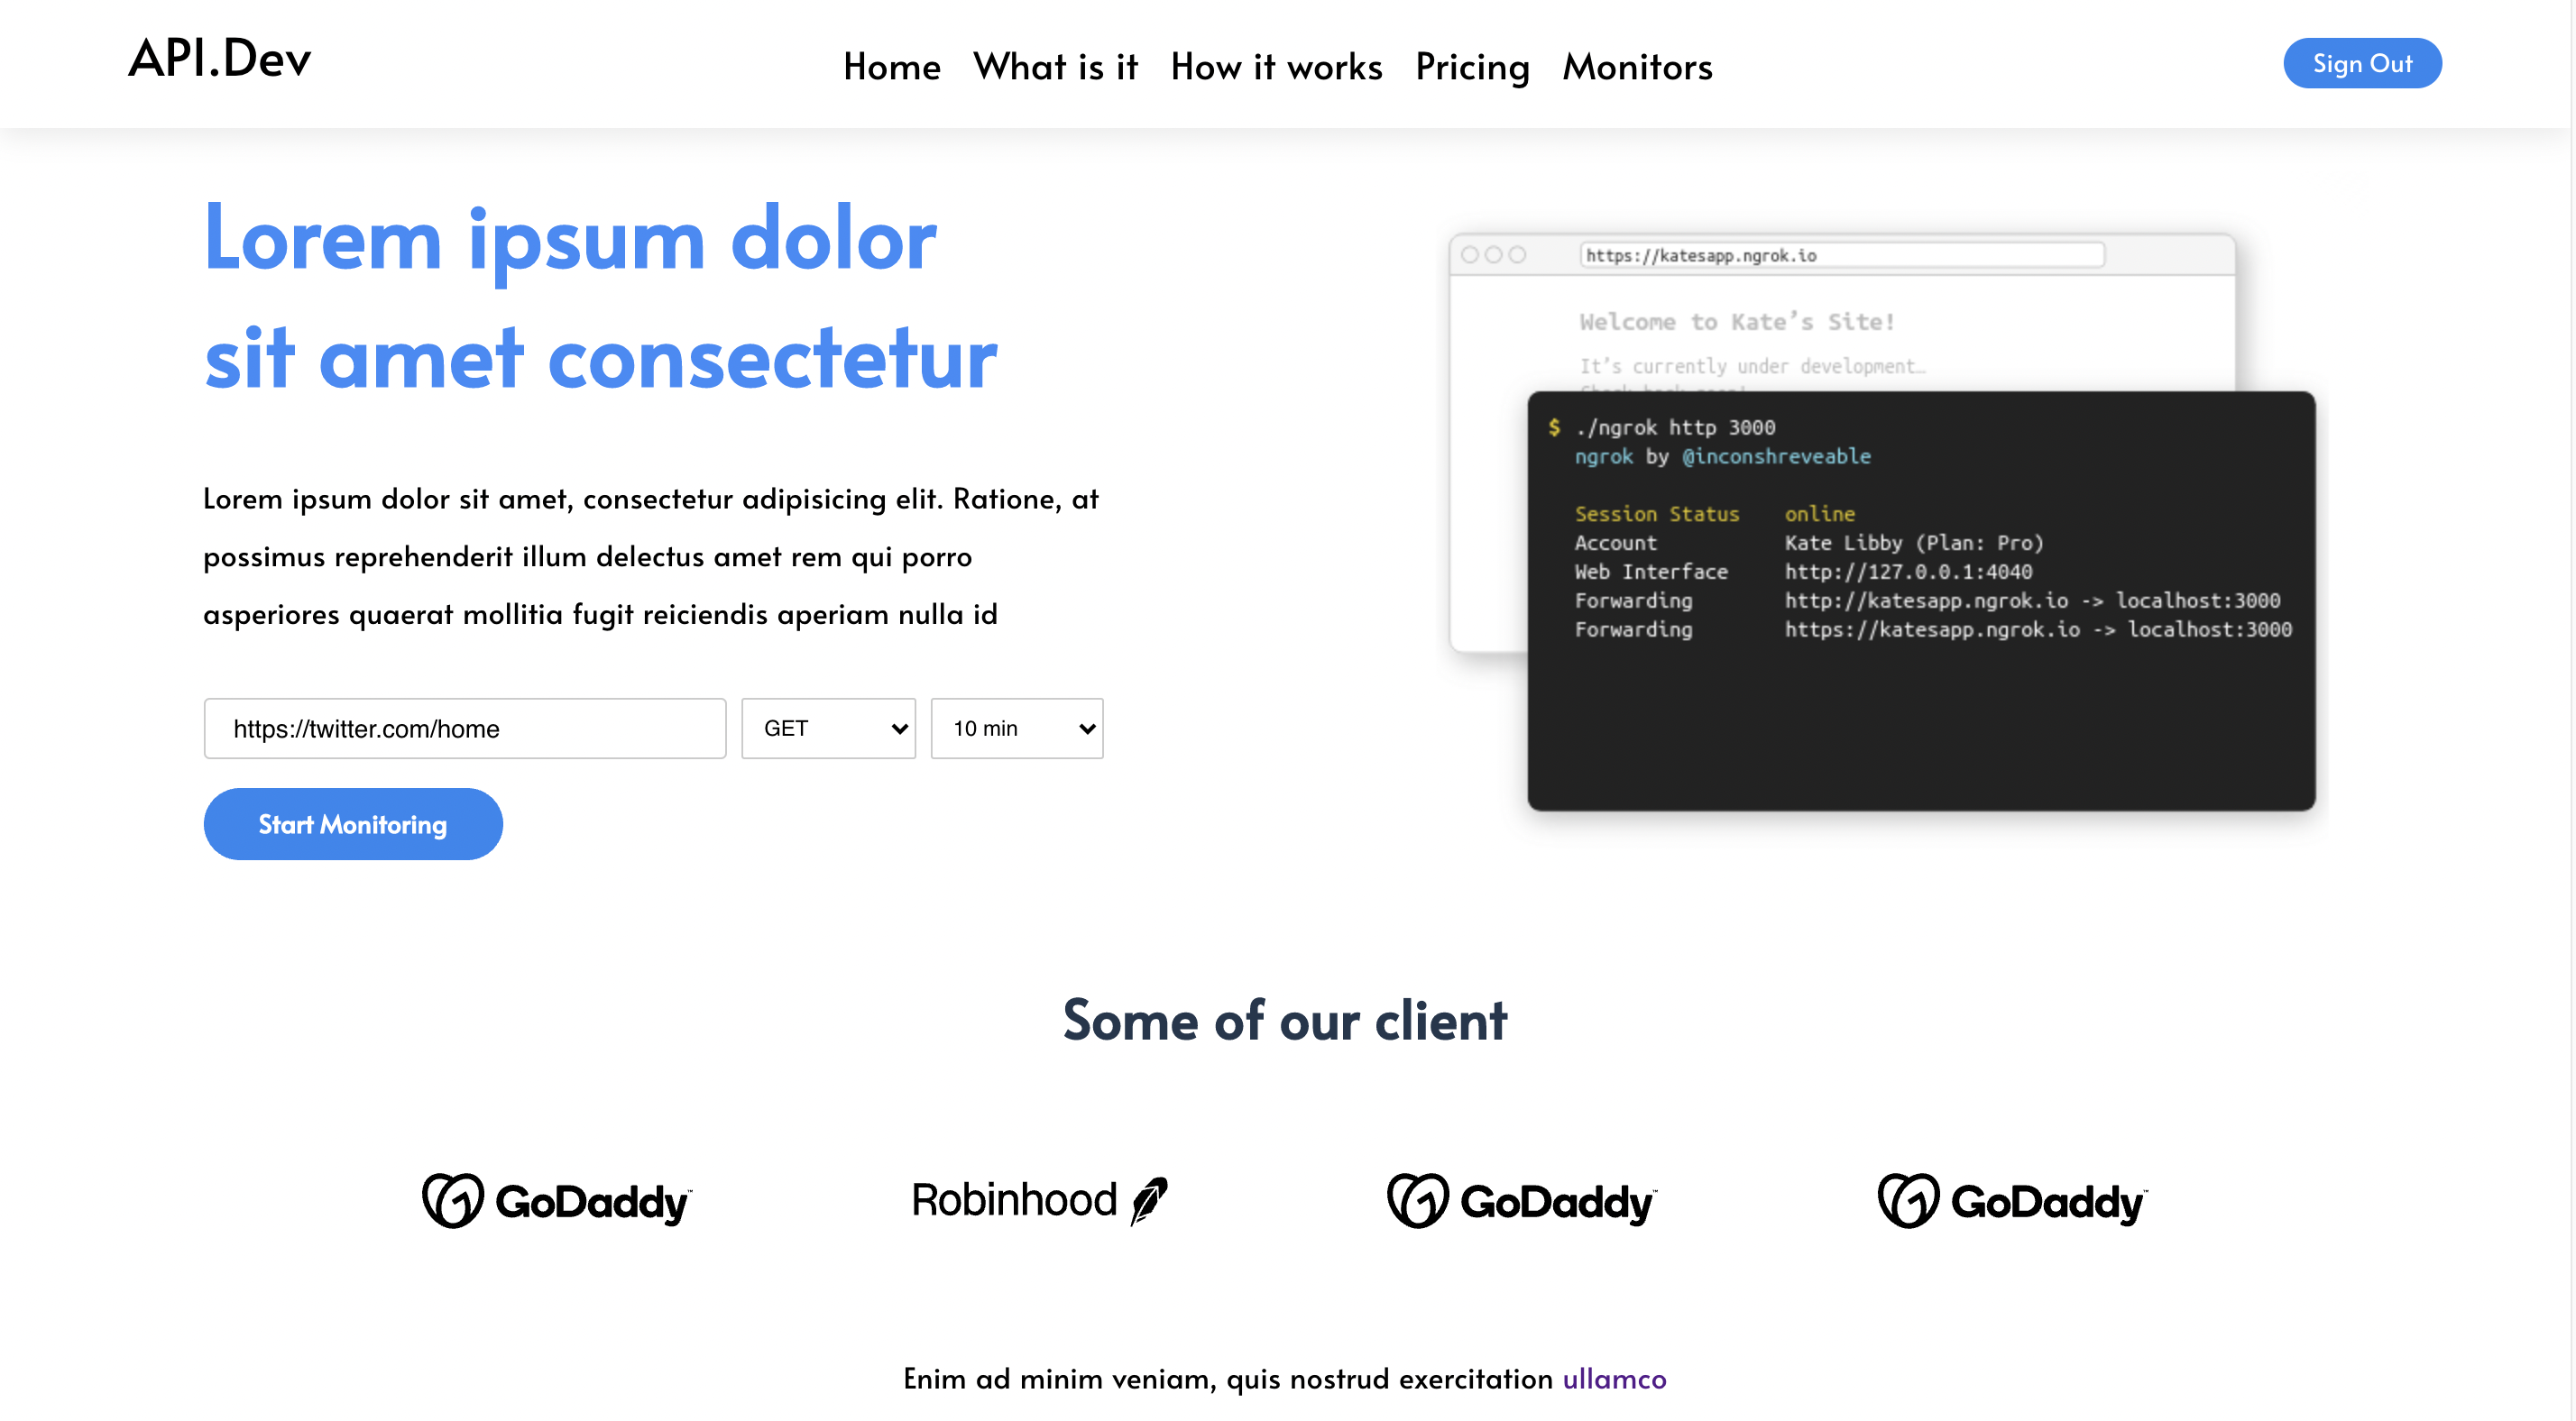 API.Dev
Home What is it How it works Pricing Monitors
Sign Out
Lorem ipsum dolor
sit amet consectetur
Lorem ipsum dolor sit amet, consectetur adipisicing elit. Ratione, at
possimus reprehenderit illum delectus amet rem qui porro
asperiores quaerat mollitia fugit reiciendis aperiam nulla id
https://twitter.com/home GET 10 min
Start Monitoring
https://katesapp.ngrok.io
Welcome to Kate’s Site!
It’s currently under development…
$ ./ngrok http 3000
ngrok by @inconshreveable
Session Status online
Account Kate Libby (Plan: Pro)
Web Interface http://127.0.0.1:4040
Forwarding http://katesapp.ngrok.io -> localhost:3000
Forwarding https://katesapp.ngrok.io -> localhost:3000
Some of our client
GoDaddy™ Robinhood GoDaddy™ GoDaddy™
Enim ad minim veniam, quis nostrud exercitation ullamco